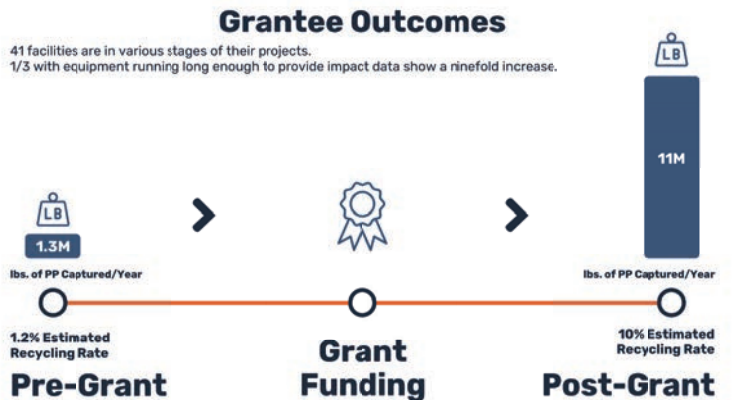 Grantee Outcomes
41 facilities are in various stages of their projects.
1/3 with equipment running long enough to provide impact data show a ninefold increase.
LB
1.3M
lbs. of PP Captured/Year
LB
11M
lbs. of PP Captured/Year
1.2% Estimated
Recycling Rate
Pre-Grant
Grant
Funding
10% Estimated
Recycling Rate
Post-Grant